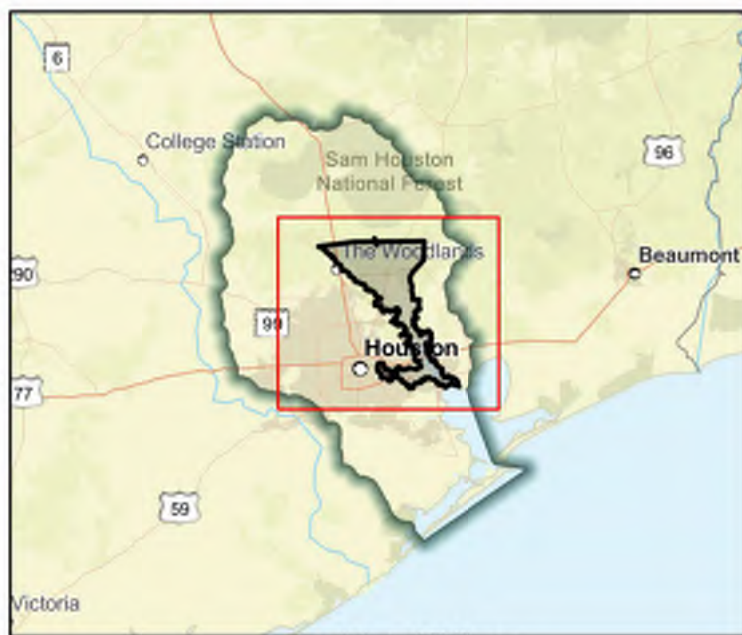 6
College Station
Sam Houston
National Forest
96
The Woodlands
Beaumont
90
99
Houston
77
59
Victoria